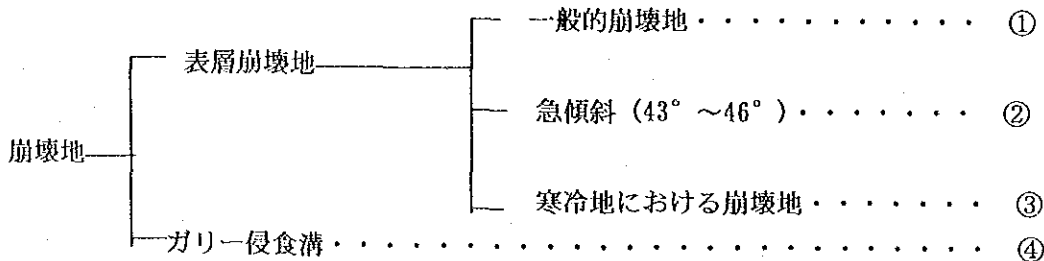 一般的崩壊地・・・・・・・・・・・・ ①
表層崩壊地
急傾斜（43°～46°）・・・・・・・ ②
崩壊地
寒冷地における崩壊地・・・・・・・ ③
ガリー侵食溝・・・・・・・・・・・・・・・・・・・・・・・ ④